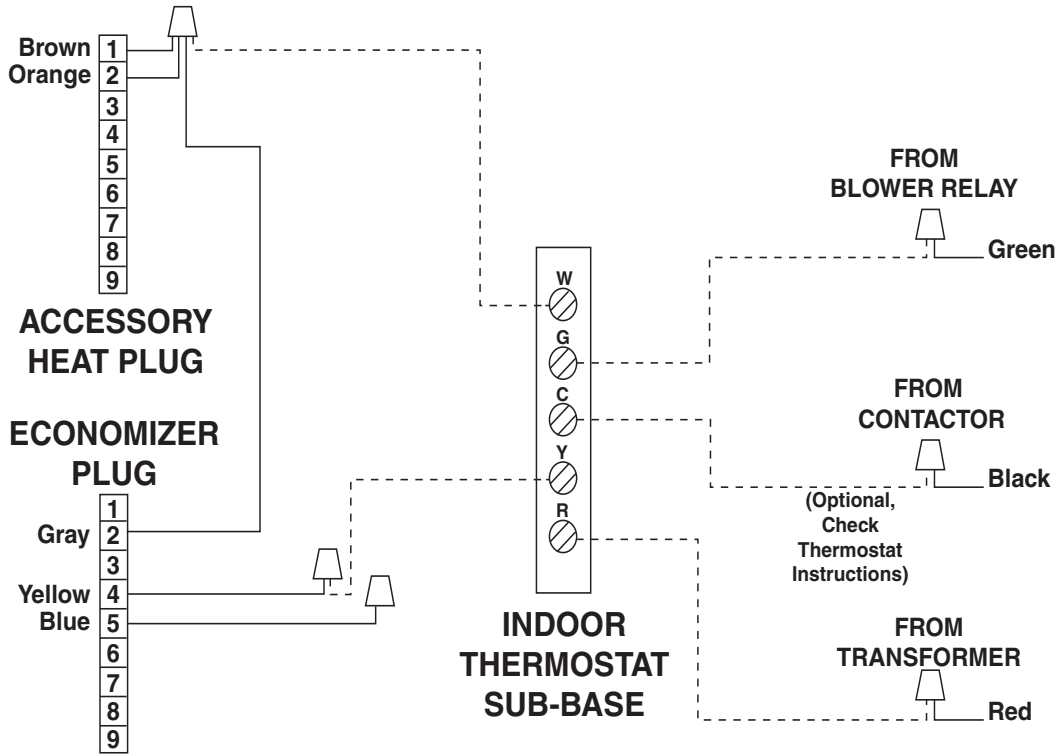 Brown 1
Orange 2
3
4
5
6
7
8
9
ACCESSORY
HEAT PLUG
ECONOMIZER
PLUG
1
Gray 2
3
Yellow 4
Blue 5
6
7
8
9
W
G
C
Y
R
INDOOR
THERMOSTAT
SUB-BASE
FROM
BLOWER RELAY
Green
FROM
CONTACTOR
Black
(Optional,
Check
Thermostat
Instructions)
FROM
TRANSFORMER
Red